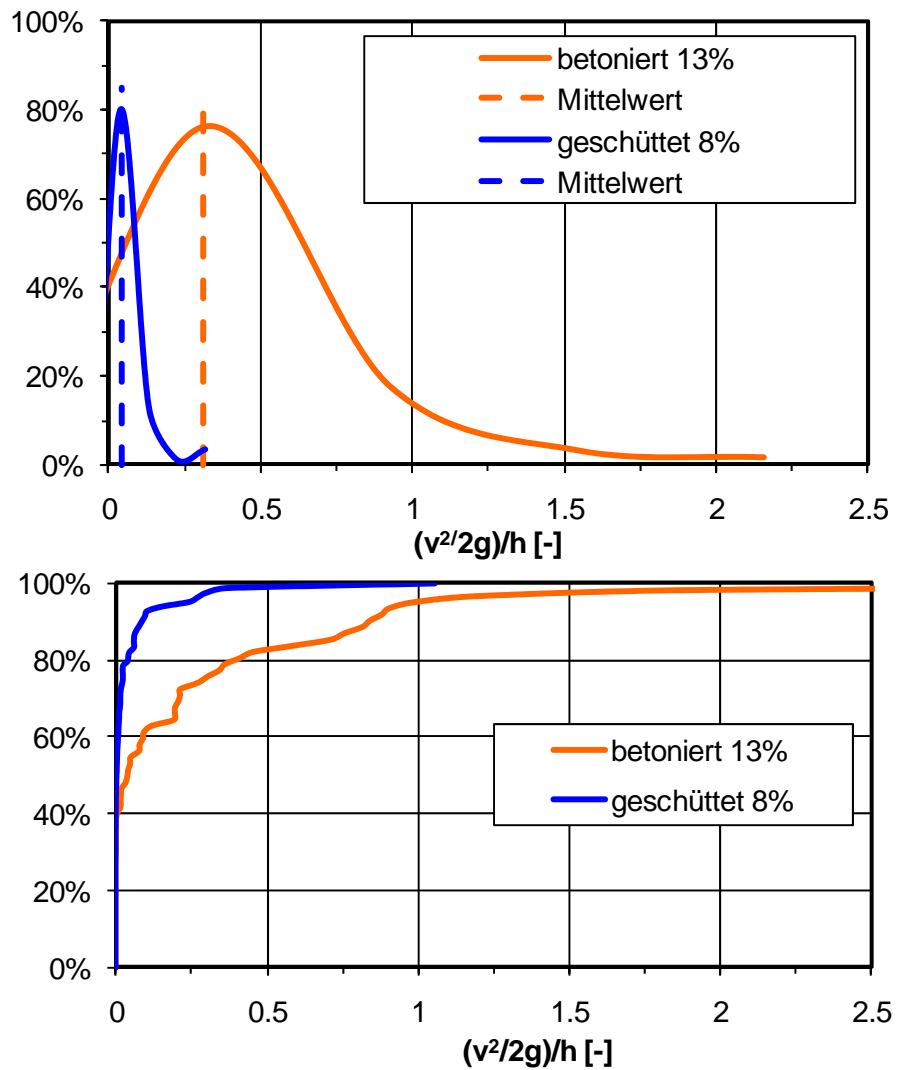 100%
80%
60%
40%
20%
0%
betoniert 13%
Mittelwert
geschüttet 8%
Mittelwert
0 0.5 1 1.5 2 2.5
(v²/2g)/h [-]
100%
80%
60%
40%
20%
0%
betoniert 13%
geschüttet 8%
0 0.5 1 1.5 2 2.5
(v²/2g)/h [-]